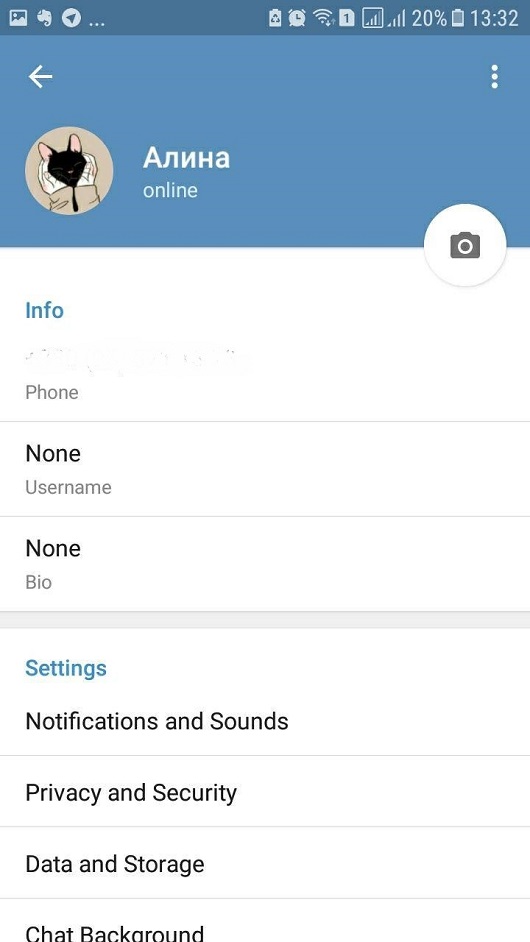 ... 1 20% 13:32
Алина
online
Info
Phone
None
Username
None
Bio
Settings
Notifications and Sounds
Privacy and Security
Data and Storage
Chat Background